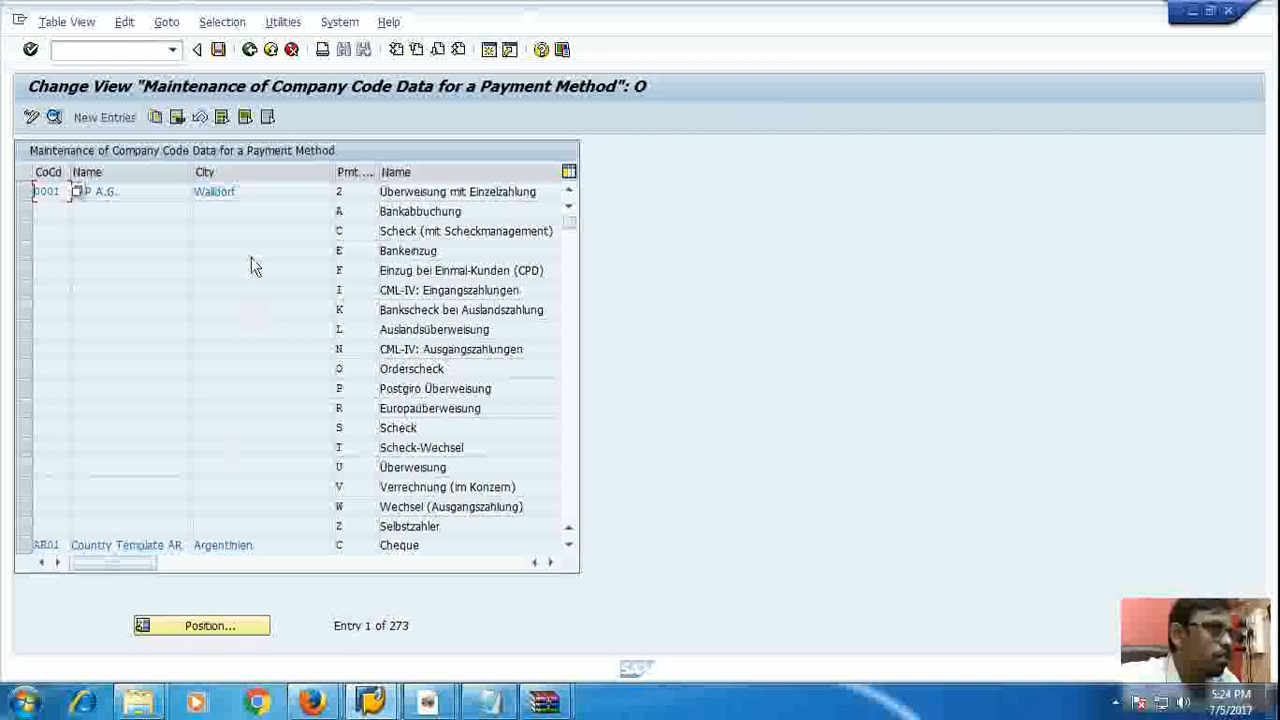 Table View Edit Goto Selection Utilities System Help
Change View "Maintenance of Company Code Data for a Payment Method": O
New Entries
Maintenance of Company Code Data for a Payment Method
CoCd Name City Pmt.... Name
0001 P A.G. Walldorf 2 Überweisung mit Einzelzahlung
A Bankabbuchung
C Scheck (mit Scheckmanagement)
E Bankeinzug
F Einzug bei Einmal-Kunden (CPD)
I CML-IV: Eingangszahlungen
K Bankscheck bei Auslandszahlung
L Auslandsüberweisung
N CML-IV: Ausgangszahlungen
O Orderscheck
P Postgiro Überweisung
R Europaüberweisung
S Scheck
T Scheck-Wechsel
U Überweisung
V Verrechnung (im Konzern)
W Wechsel (Ausgangszahlung)
Z Selbstzahler
AR01 Country Template AR Argentinien C Cheque
Position... Entry 1 of 273
SAP
5:24 PM
7/5/2017